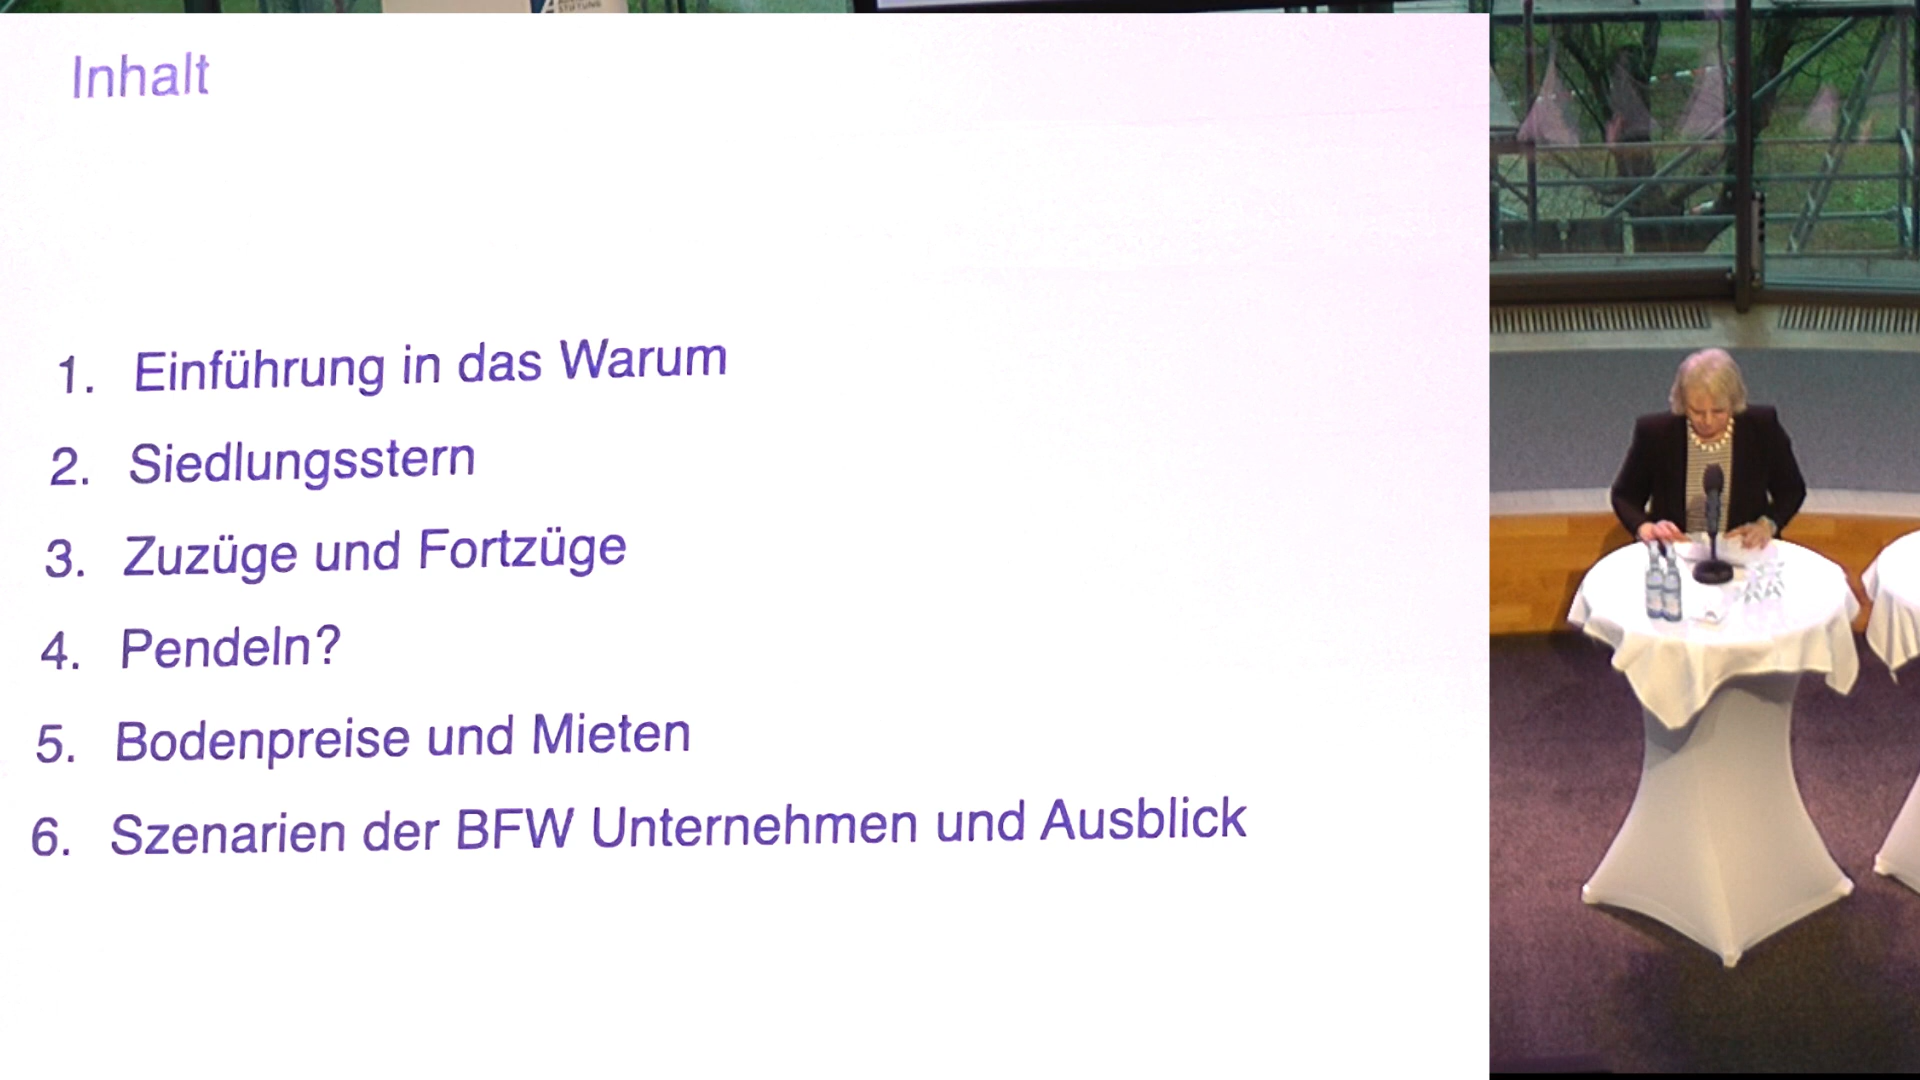 STIFTUNG
Inhalt
1. Einführung in das Warum
2. Siedlungsstern
3. Zuzüge und Fortzüge
4. Pendeln?
5. Bodenpreise und Mieten
6. Szenarien der BFW Unternehmen und Ausblick